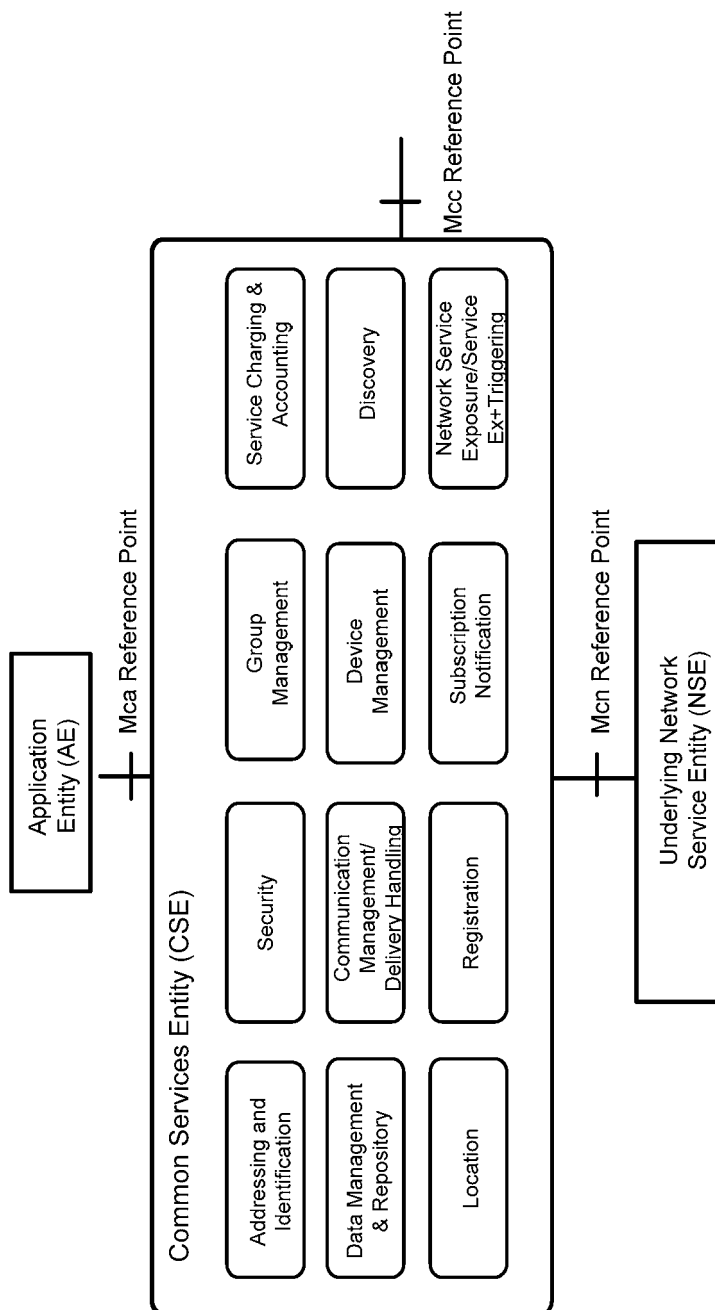 Application
Entity (AE)
Mca Reference Point
Common Services Entity (CSE)
Addressing and
Identification
Security
Group
Management
Service Charging &
Accounting
Data Management
& Repository
Communication
Management/
Delivery Handling
Device
Management
Discovery
Location
Registration
Subscription
Notification
Network Service
Exposure/Service
Ex+Triggering
Mcc Reference Point
Mcn Reference Point
Underlying Network
Service Entity (NSE)